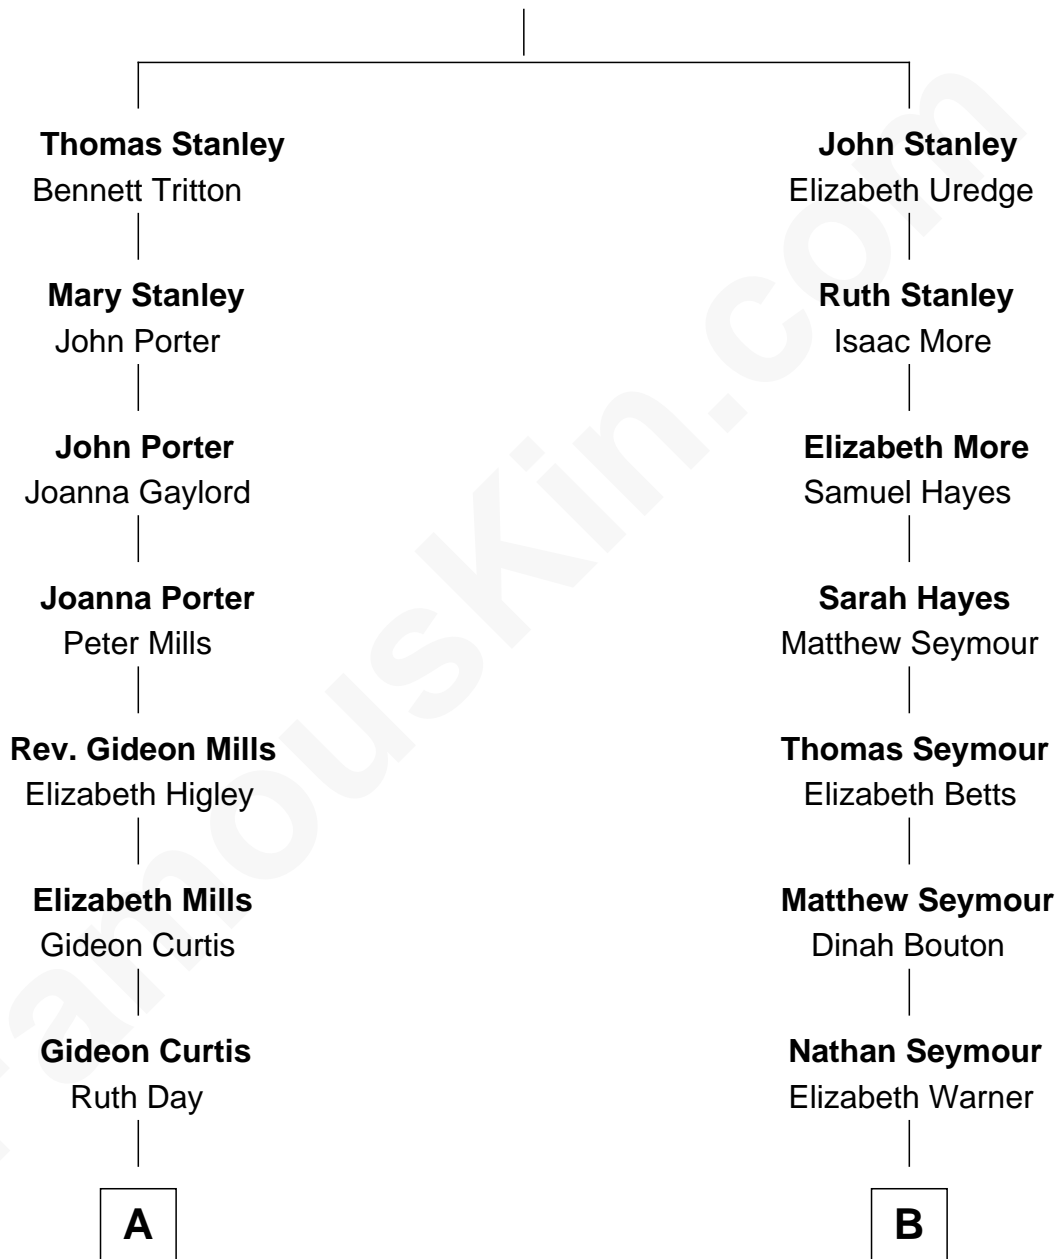 Thomas Stanley
Bennett Tritton
Mary Stanley
John Porter
John Porter
Joanna Gaylord
Joanna Porter
Peter Mills
Rev. Gideon Mills
Elizabeth Higley
Elizabeth Mills
Gideon Curtis
Gideon Curtis
Ruth Day
A
John Stanley
Elizabeth Uredge
Ruth Stanley
Isaac More
Elizabeth More
Samuel Hayes
Sarah Hayes
Matthew Seymour
Thomas Seymour
Elizabeth Betts
Matthew Seymour
Dinah Bouton
Nathan Seymour
Elizabeth Warner
B
FamousKin.com